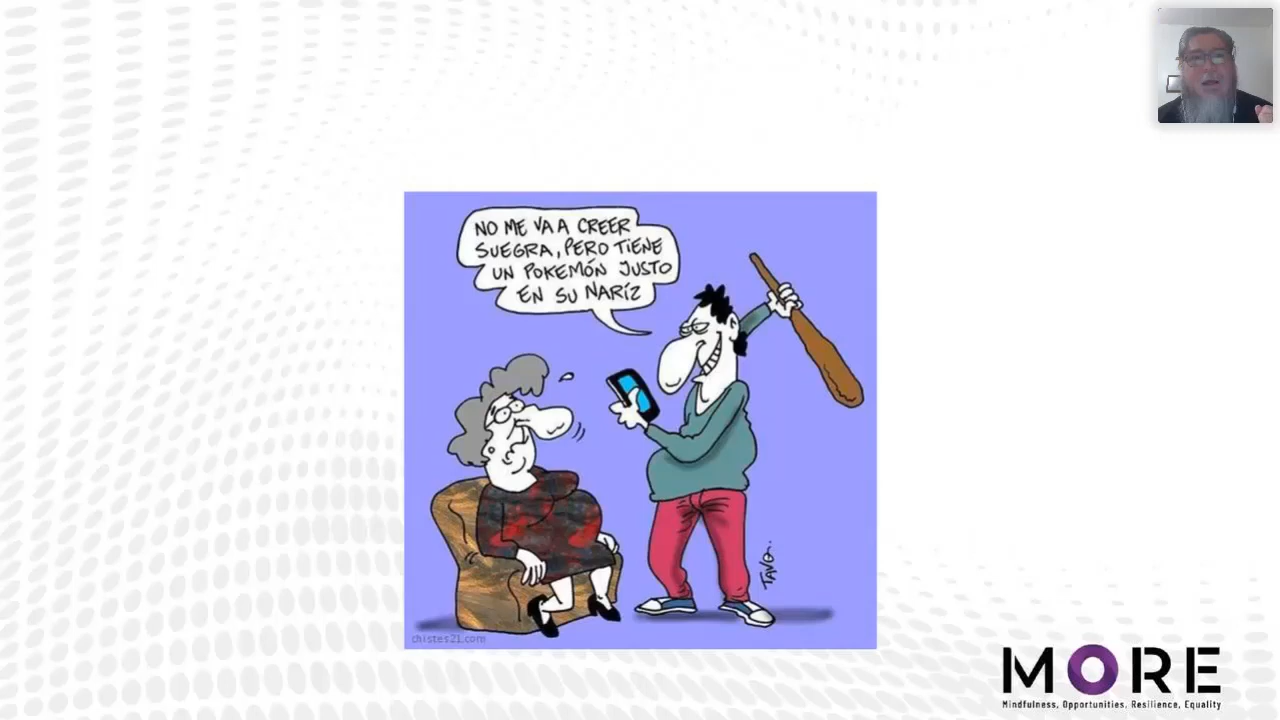 NO ME VA A CREER
SUEGRA, PERO TIENE
UN POKEMÓN JUSTO
EN SU NARÍZ
TAVO.
chistes21.com
MORE
Mindfulness, Opportunities, Resilience, Equality